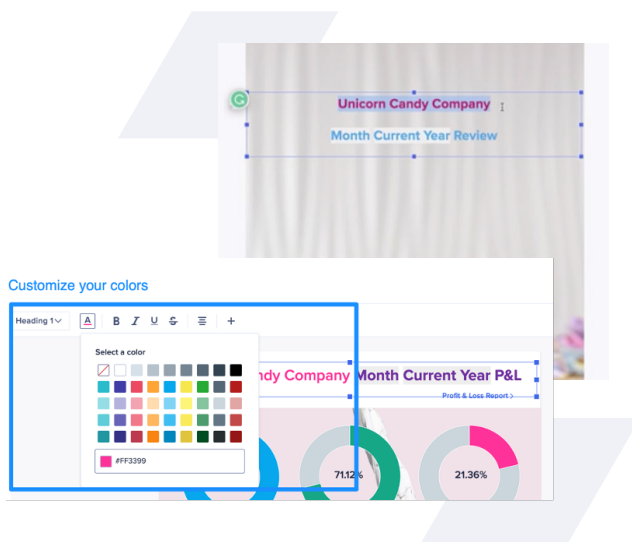 Unicorn Candy Company
Month Current Year Review
Customize your colors
Heading 1
A B I U S +
Select a color
ndy Company Month Current Year P&L
Profit & Loss Report >
#FF3399
71.12%
21.36%